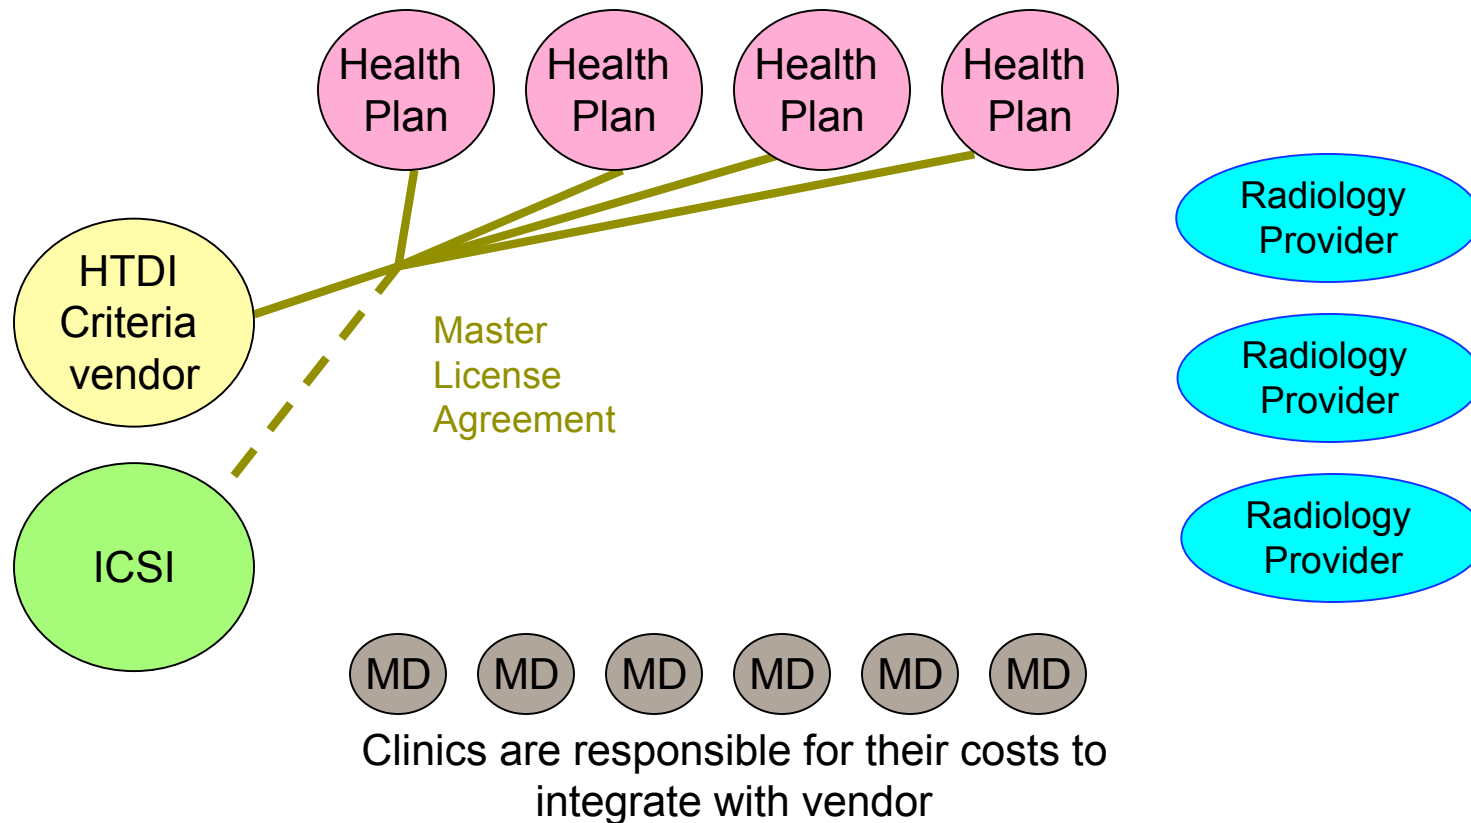 Health
Plan
Health
Plan
Health
Plan
Health
Plan
Radiology
Provider
HTDI
Criteria
vendor
Master
License
Agreement
Radiology
Provider
ICSI
Radiology
Provider
MD
MD
MD
MD
MD
MD
Clinics are responsible for their costs to
integrate with vendor